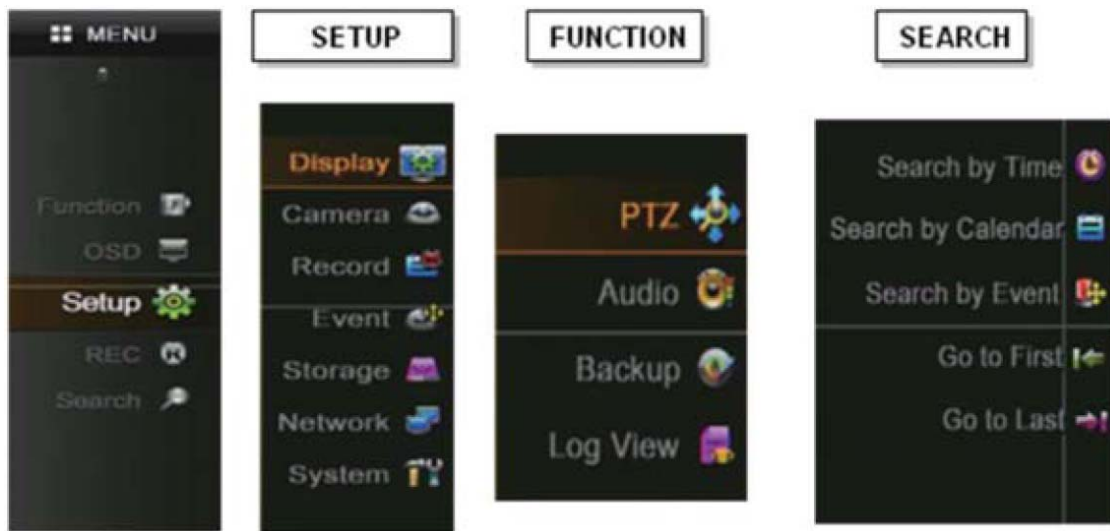 MENU
Function
OSD
Setup
REC
Search
SETUP
Display
Camera
Record
Event
Storage
Network
System
FUNCTION
PTZ
Audio
Backup
Log View
SEARCH
Search by Time
Search by Calendar
Search by Event
Go to First
Go to Last